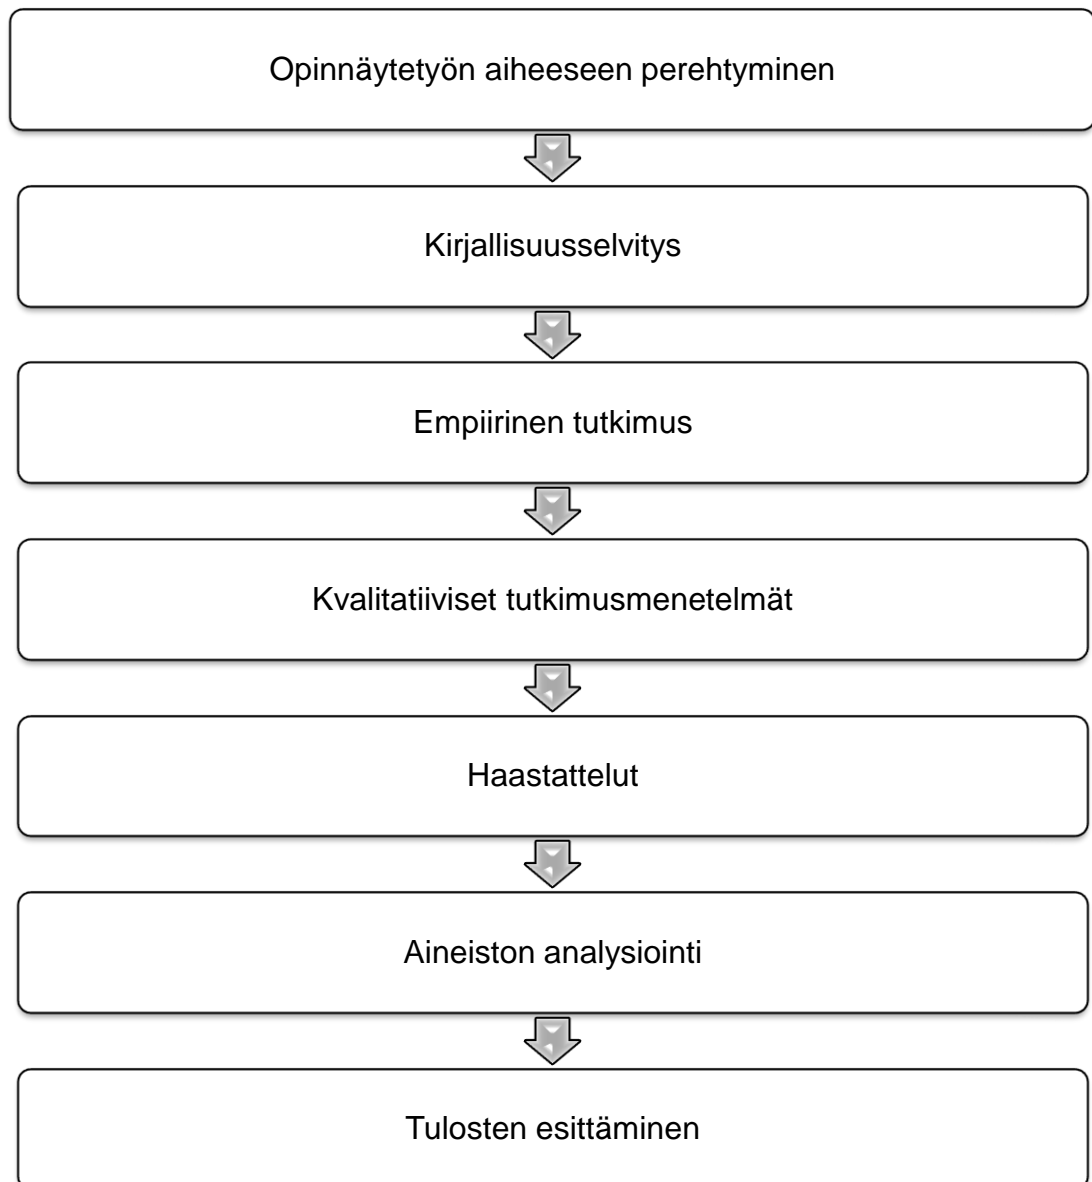 Opinnäytetyön aiheeseen perehtyminen
Kirjallisuusselvitys
Empiirinen tutkimus
Kvalitatiiviset tutkimusmenetelmät
Haastattelut
Aineiston analysiointi
Tulosten esittäminen